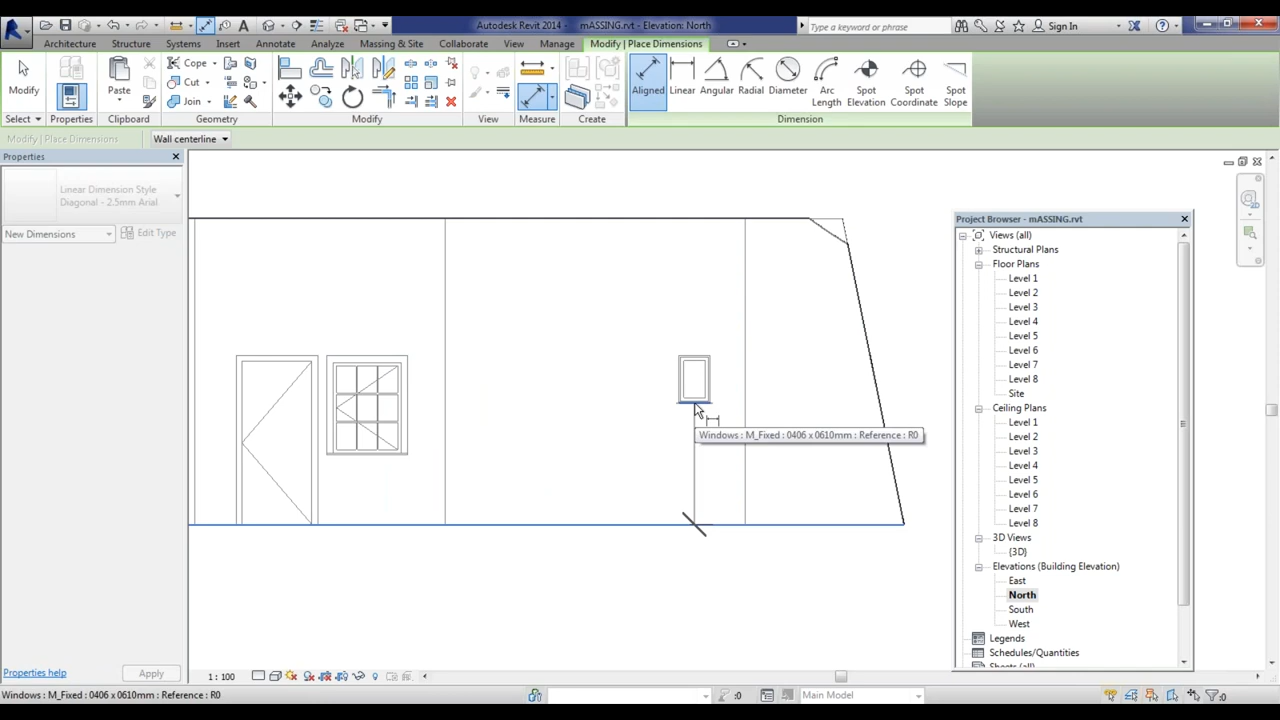 Autodesk Revit 2014 - mASSING.rvt - Elevation: North
Type a keyword or phrase
Sign In
Architecture Structure Systems Insert Annotate Analyze Massing & Site Collaborate View Manage Modify | Place Dimensions
Modify
Properties
Paste
Cope
Cut
Join
Aligned Linear Angular Radial Diameter Arc Length Spot Elevation Spot Coordinate Spot Slope
Select Properties Clipboard Geometry Modify View Measure Create Dimension
Modify | Place Dimensions
Wall centerline
Properties
Linear Dimension Style
Diagonal - 2.5mm Arial
New Dimensions
Edit Type
Windows : M_Fixed : 0406 x 0610mm : Reference : R0
Project Browser - mASSING.rvt
Views (all)
Structural Plans
Floor Plans
Level 1
Level 2
Level 3
Level 4
Level 5
Level 6
Level 7
Level 8
Site
Ceiling Plans
Level 1
Level 2
Level 3
Level 4
Level 5
Level 6
Level 7
Level 8
3D Views
{3D}
Elevations (Building Elevation)
East
North
South
West
Legends
Schedules/Quantities
Sheets (all)
Properties help
Apply
1 : 100
Windows : M_Fixed : 0406 x 0610mm : Reference : R0
:0
Main Model
:0